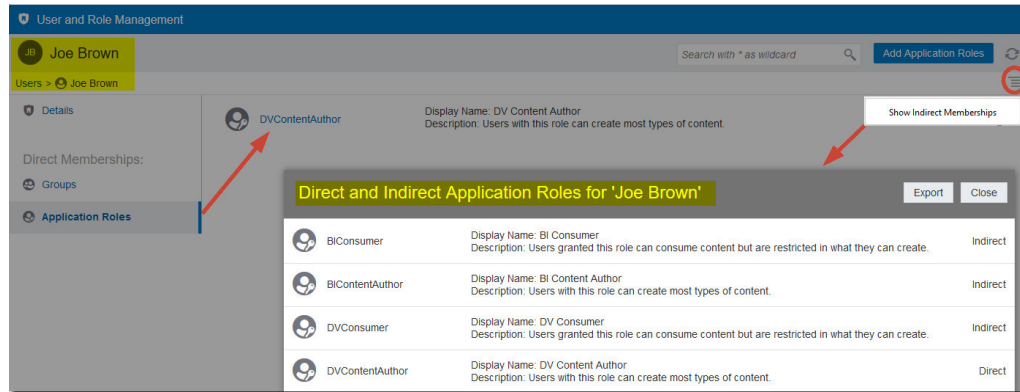 User and Role Management
JB Joe Brown
Search with * as wildcard
Add Application Roles
Users > Joe Brown
Details
DVContentAuthor
Display Name: DV Content Author
Description: Users with this role can create most types of content.
Show Indirect Memberships
Direct Memberships:
Groups
Application Roles
Direct and Indirect Application Roles for 'Joe Brown'
Export
Close
BIConsumer
Display Name: BI Consumer
Description: Users granted this role can consume content but are restricted in what they can create.
Indirect
BIContentAuthor
Display Name: BI Content Author
Description: Users with this role can create most types of content.
Indirect
DVConsumer
Display Name: DV Consumer
Description: Users granted this role can consume content but are restricted in what they can create.
Indirect
DVContentAuthor
Display Name: DV Content Author
Description: Users with this role can create most types of content.
Direct